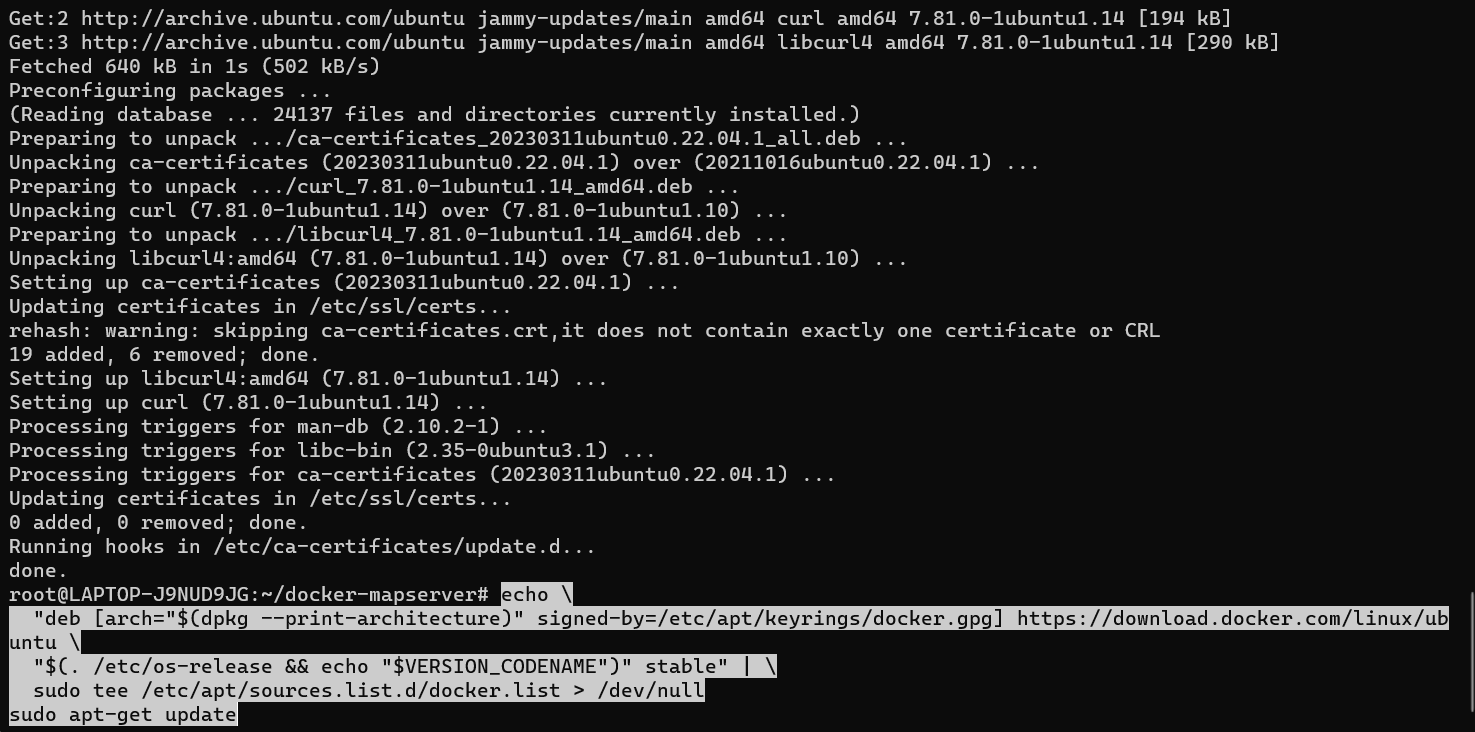 Get:2 http://archive.ubuntu.com/ubuntu jammy-updates/main amd64 curl amd64 7.81.0-1ubuntu1.14 [194 kB]
Get:3 http://archive.ubuntu.com/ubuntu jammy-updates/main amd64 libcurl4 amd64 7.81.0-1ubuntu1.14 [290 kB]
Fetched 640 kB in 1s (502 kB/s)
Preconfiguring packages ...
(Reading database ... 24137 files and directories currently installed.)
Preparing to unpack .../ca-certificates_20230311ubuntu0.22.04.1_all.deb ...
Unpacking ca-certificates (20230311ubuntu0.22.04.1) over (20211016ubuntu0.22.04.1) ...
Preparing to unpack .../curl_7.81.0-1ubuntu1.14_amd64.deb ...
Unpacking curl (7.81.0-1ubuntu1.14) over (7.81.0-1ubuntu1.10) ...
Preparing to unpack .../libcurl4_7.81.0-1ubuntu1.14_amd64.deb ...
Unpacking libcurl4:amd64 (7.81.0-1ubuntu1.14) over (7.81.0-1ubuntu1.10) ...
Setting up ca-certificates (20230311ubuntu0.22.04.1) ...
Updating certificates in /etc/ssl/certs...
rehash: warning: skipping ca-certificates.crt,it does not contain exactly one certificate or CRL
19 added, 6 removed; done.
Setting up libcurl4:amd64 (7.81.0-1ubuntu1.14) ...
Setting up curl (7.81.0-1ubuntu1.14) ...
Processing triggers for man-db (2.10.2-1) ...
Processing triggers for libc-bin (2.35-0ubuntu3.1) ...
Processing triggers for ca-certificates (20230311ubuntu0.22.04.1) ...
Updating certificates in /etc/ssl/certs...
0 added, 0 removed; done.
Running hooks in /etc/ca-certificates/update.d...
done.
root@LAPTOP-J9NUD9JG:~/docker-mapserver# echo \
  "deb [arch="$(dpkg --print-architecture)" signed-by=/etc/apt/keyrings/docker.gpg] https://download.docker.com/linux/ub
untu \
  "$(. /etc/os-release && echo "$VERSION_CODENAME")" stable" | \
  sudo tee /etc/apt/sources.list.d/docker.list > /dev/null
sudo apt-get update